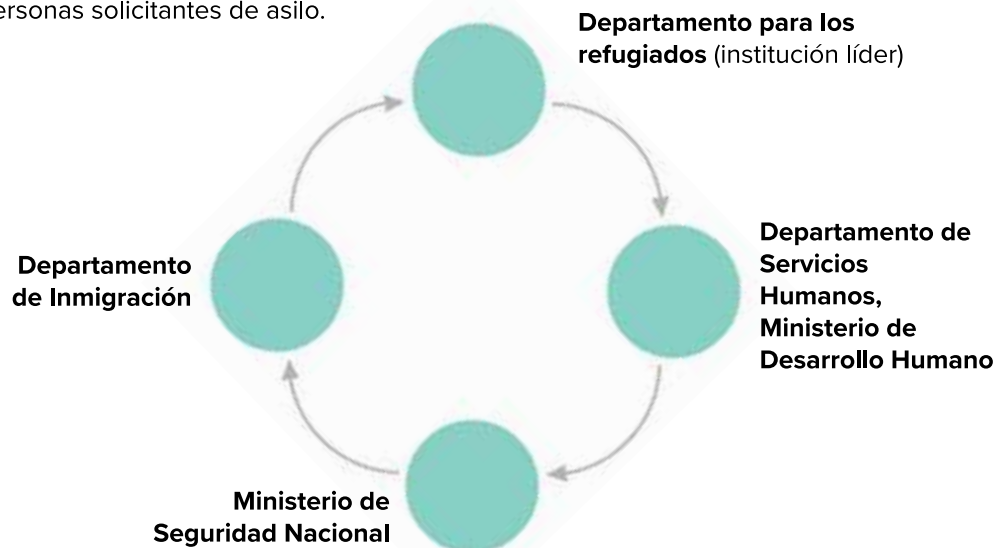 ersonas solicitantes de asilo.
Departamento para los
refugiados (institución líder)
Departamento de
Servicios
Humanos,
Ministerio de
Desarrollo Humano
Departamento
de Inmigración
Ministerio de
Seguridad Nacional